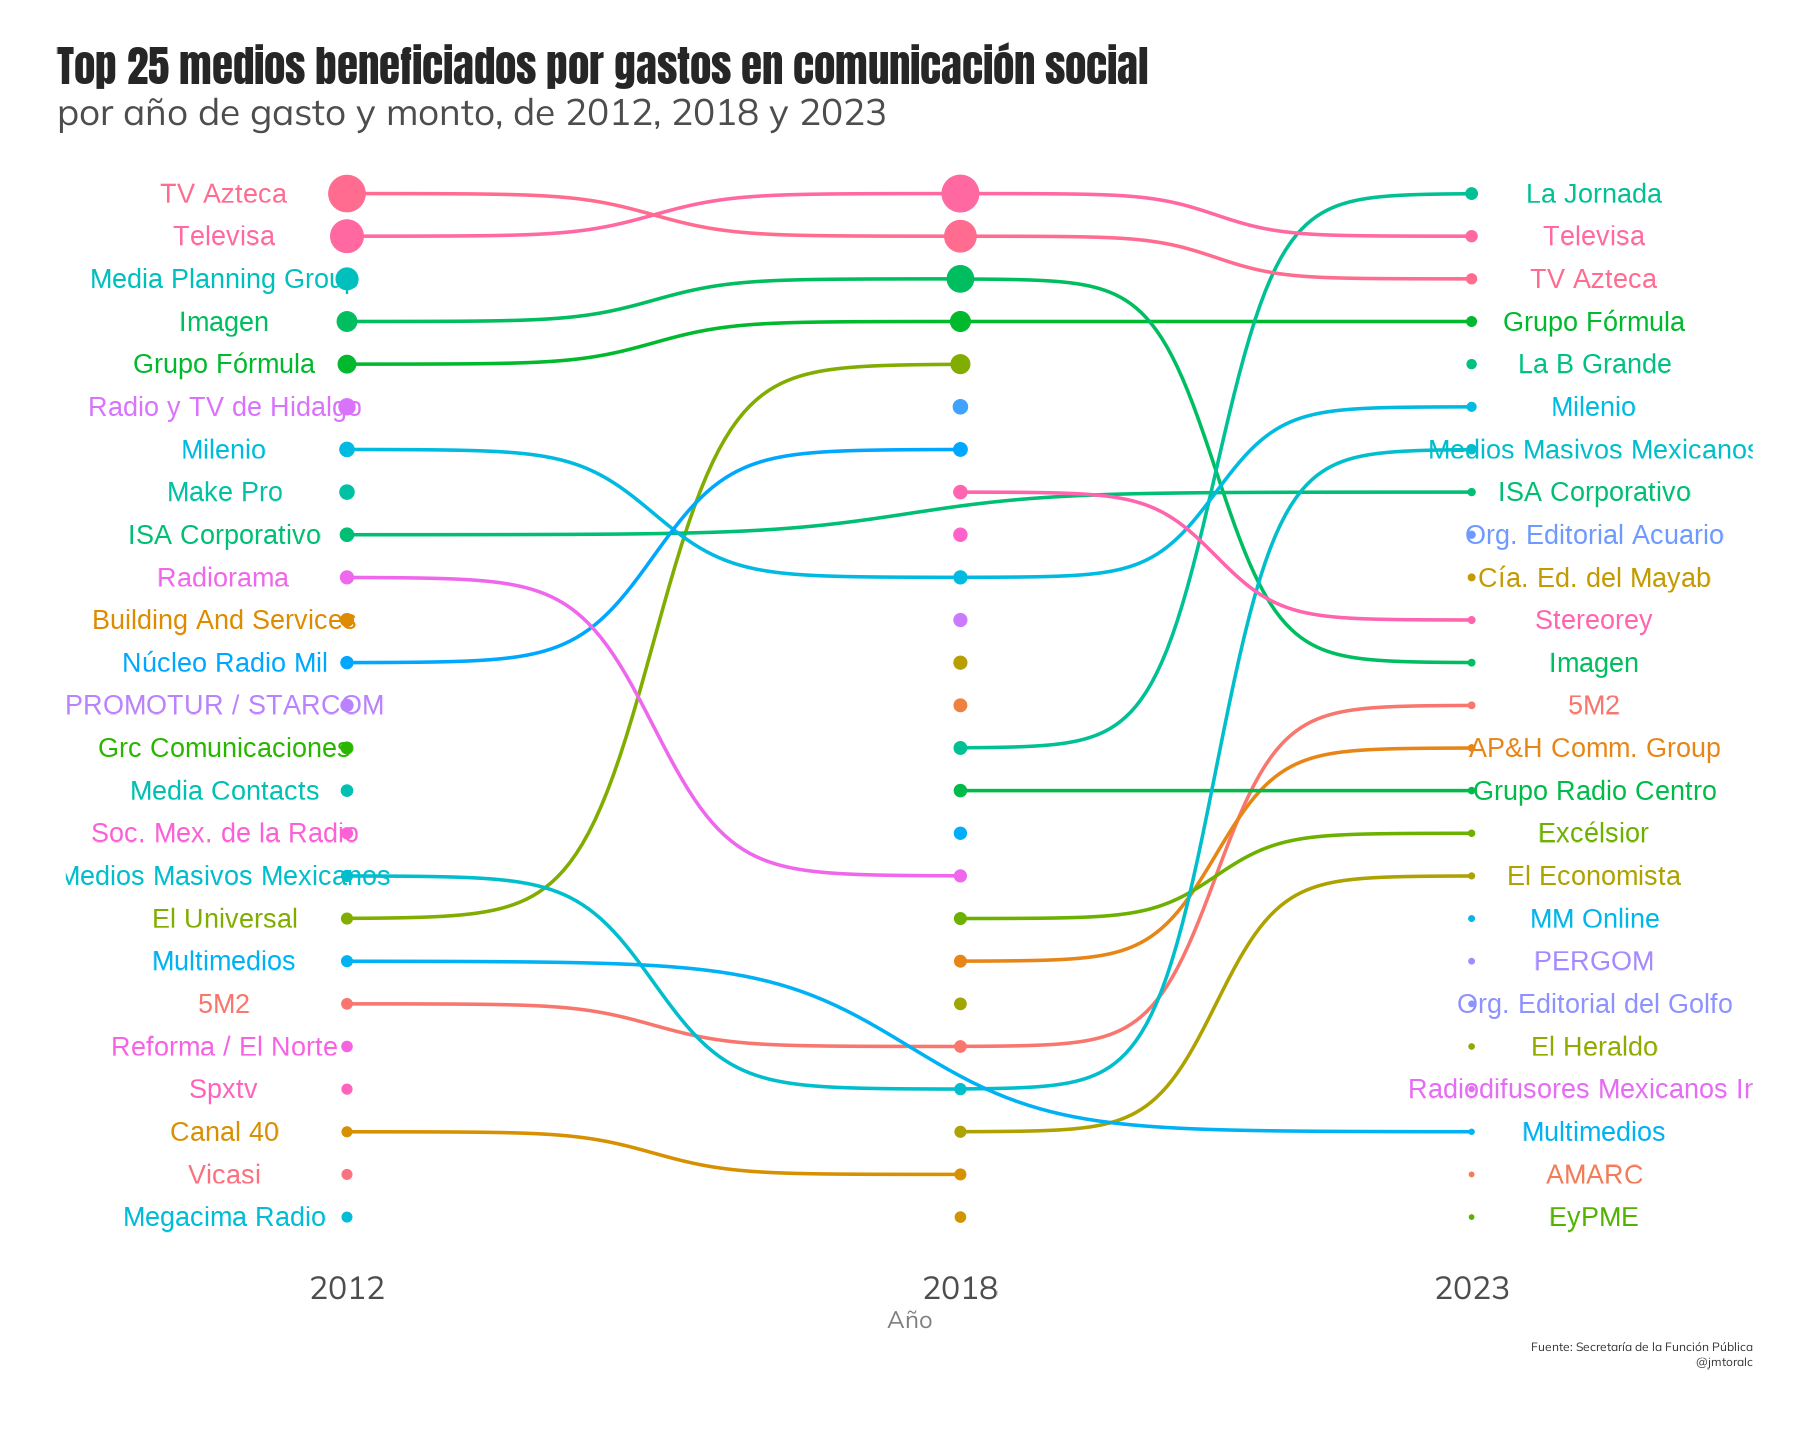 Top 25 medios beneficiados por gastos en comunicación social
por año de gasto y monto, de 2012, 2018 y 2023
TV Azteca
Televisa
Media Planning Group
Imagen
Grupo Fórmula
Radio y TV de Hidalgo
Milenio
Make Pro
ISA Corporativo
Radiorama
Building And Services
Núcleo Radio Mil
PROMOTUR / STARCOM
Grc Comunicaciones
Media Contacts
Soc. Mex. de la Radio
Medios Masivos Mexicanos
El Universal
Multimedios
5M2
Reforma / El Norte
Spxtv
Canal 40
Vicasi
Megacima Radio
La Jornada
Televisa
TV Azteca
Grupo Fórmula
La B Grande
Milenio
Medios Masivos Mexicanos
ISA Corporativo
Org. Editorial Acuario
Cía. Ed. del Mayab
Stereorey
Imagen
5M2
AP&H Comm. Group
Grupo Radio Centro
Excélsior
El Economista
MM Online
PERGOM
Org. Editorial del Golfo
El Heraldo
Radiodifusores Mexicanos In
Multimedios
AMARC
EyPME
2012
2018
2023
Año
Fuente: Secretaría de la Función Pública
@jmtoralc